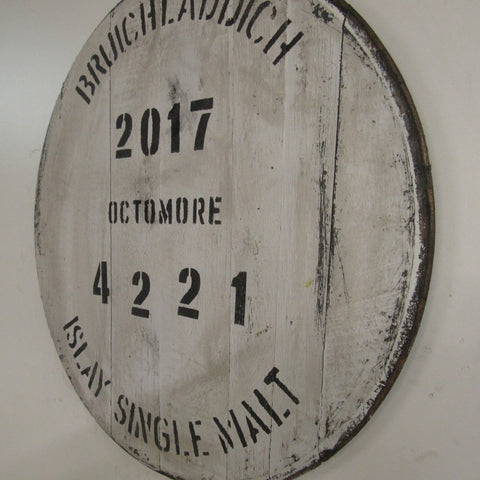 BRUICHLADDICH
2017
OCTOMORE
4221
ISLAY SINGLE MALT